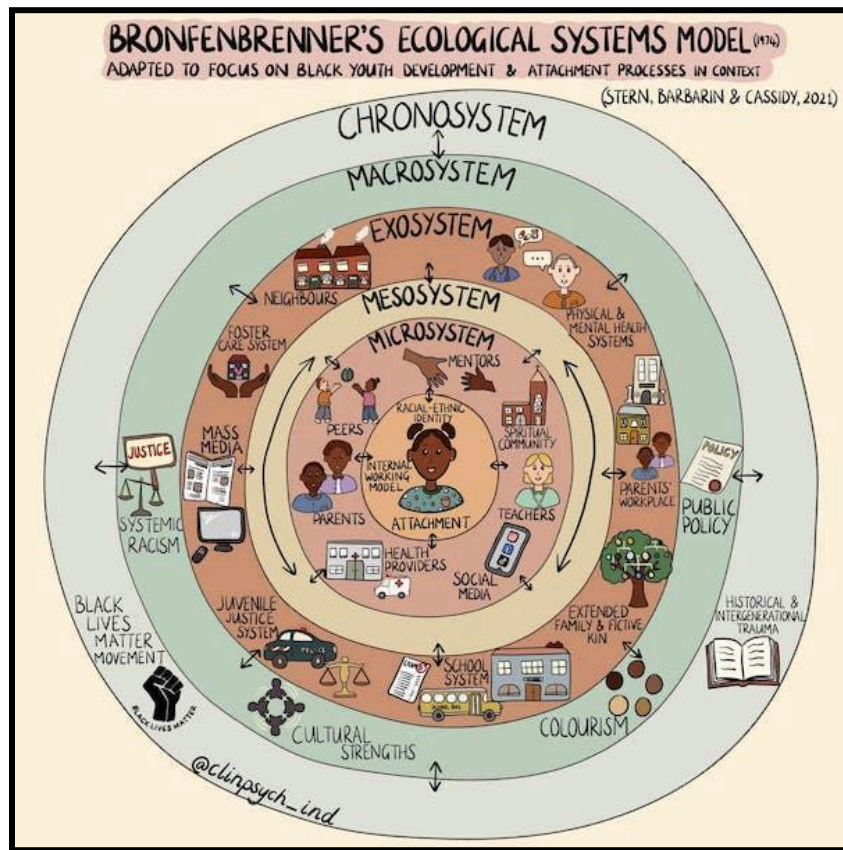 BRONFENBRENNER'S ECOLOGICAL SYSTEMS MODEL (1974)
ADAPTED TO FOCUS ON BLACK YOUTH DEVELOPMENT & ATTACHMENT PROCESSES IN CONTEXT
(STERN, BARBARIN & CASSIDY, 2021)
CHRONOSYSTEM
MACROSYSTEM
EXOSYSTEM
NEIGHBOURS
PHYSICAL &
MENTAL HEALTH
SYSTEMS
MESOSYSTEM
FOSTER
CARE SYSTEM
MICROSYSTEM
MENTORS
PEERS
RACIAL-ETHNIC
IDENTITY
SPIRITUAL
COMMUNITY
JUSTICE
SYSTEMIC
RACISM
MASS
MEDIA
PARENTS
INTERNAL
WORKING
MODEL
ATTACHMENT
TEACHERS
PARENTS'
WORKPLACE
POLICY
PUBLIC
POLICY
HEALTH
PROVIDERS
SOCIAL
MEDIA
BLACK
LIVES
MATTER
MOVEMENT
BLACK LIVES MATTER
JUVENILE
JUSTICE
SYSTEM
POLICE
SCHOOL
SYSTEM
EXTENDED
FAMILY & FICTIVE
KIN
HISTORICAL &
INTERGENERATIONAL
TRAUMA
CULTURAL
STRENGTHS
COLOURISM
@clinpsych_ind